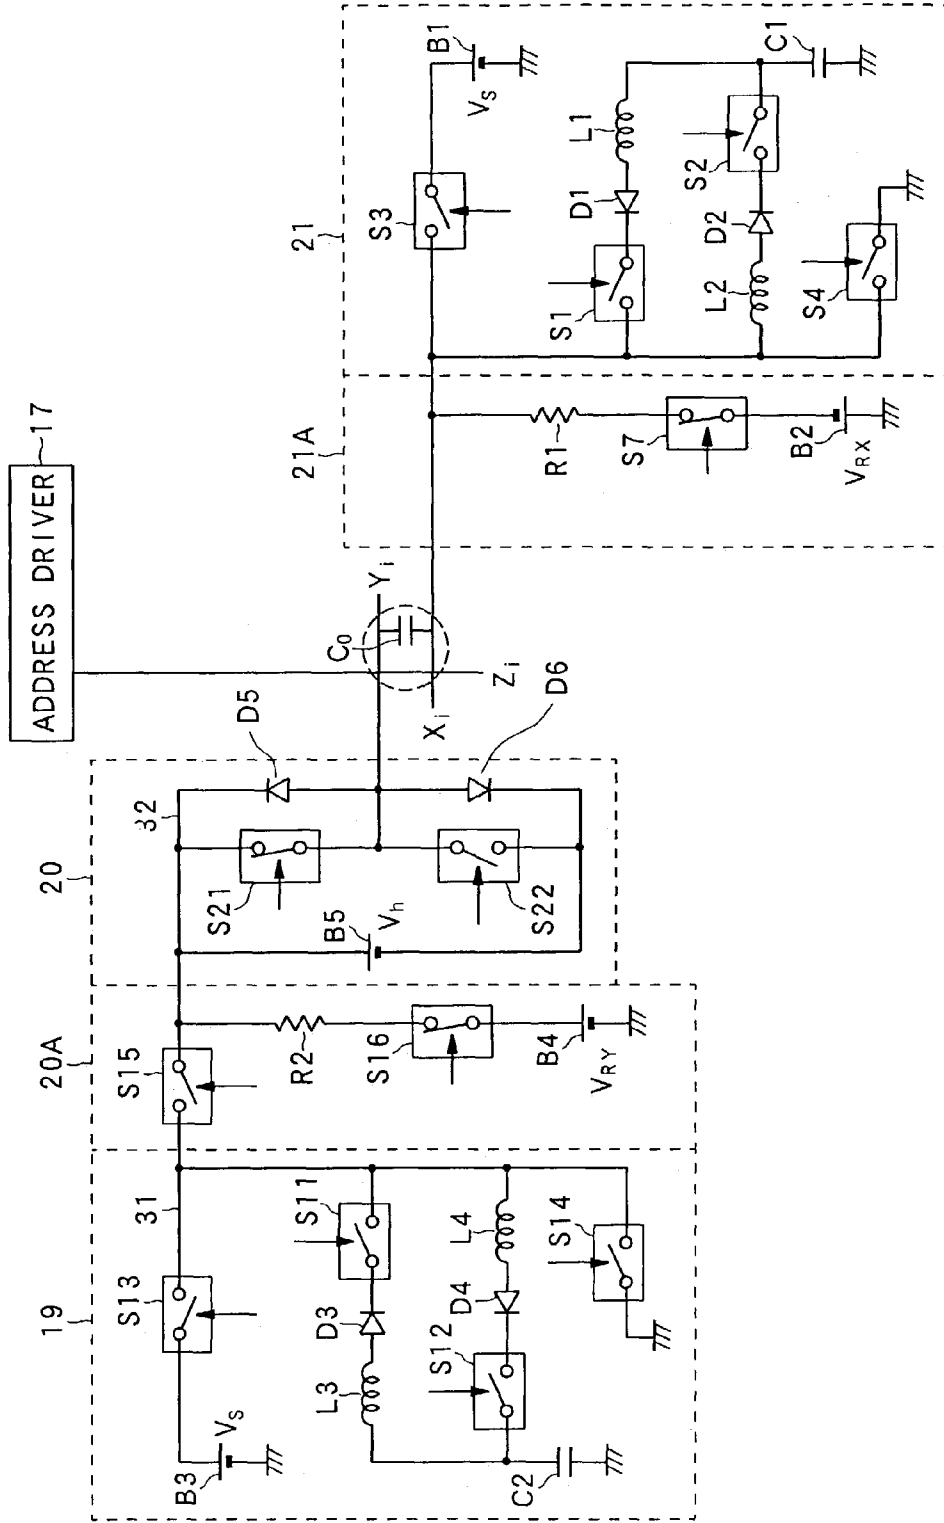 ADDRESS DRIVER
17
19
20A
20
21A
21
S13
31
S15
32
D5
Yi
C0
Xi
Zi
D6
S3
B1
VS
B3
VS
S11
D3
L3
L4
D4
S12
C2
S14
R2
S16
B4
VRY
S21
B5
Vh
S22
R1
S7
B2
VRX
L1
D1
S1
C1
S2
D2
L2
S4